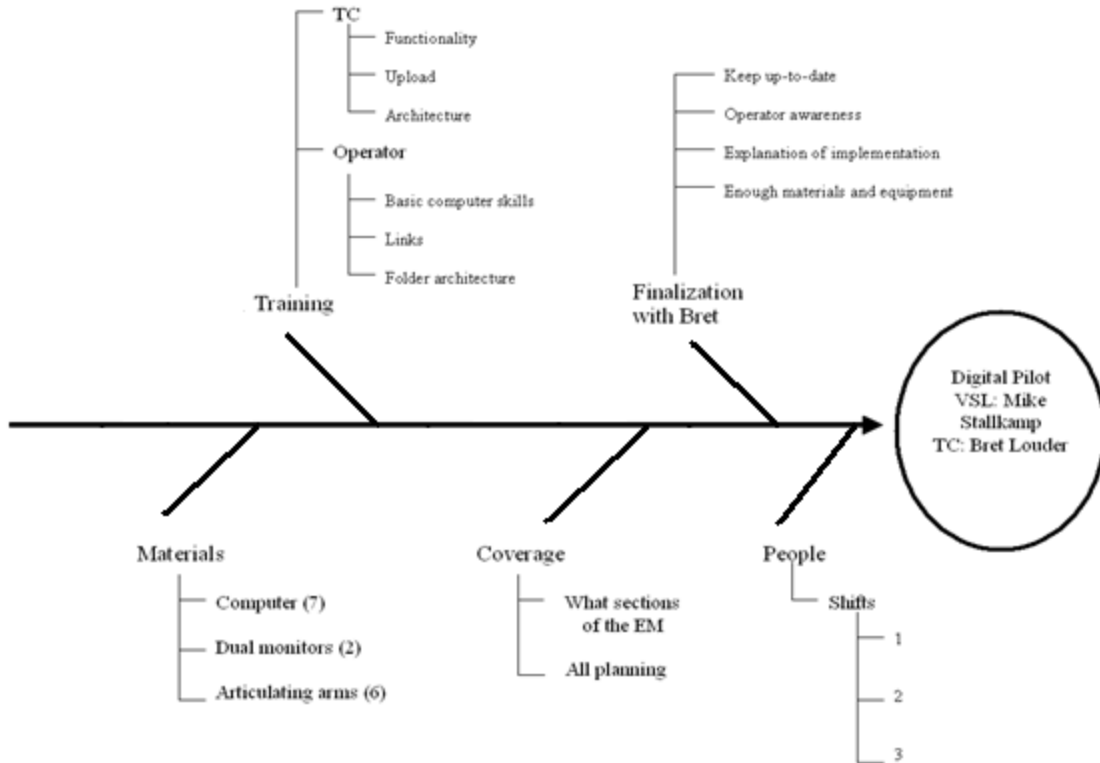 TC
Functionality
Upload
Architecture
Operator
Basic computer skills
Links
Folder architecture
Training
Keep up-to-date
Operator awareness
Explanation of implementation
Enough materials and equipment
Finalization
with Bret
Digital Pilot
VSL: Mike
Stallkamp
TC: Bret Louder
Materials
Computer (7)
Dual monitors (2)
Articulating arms (6)
Coverage
What sections
of the EM
All planning
People
Shifts
1
2
3